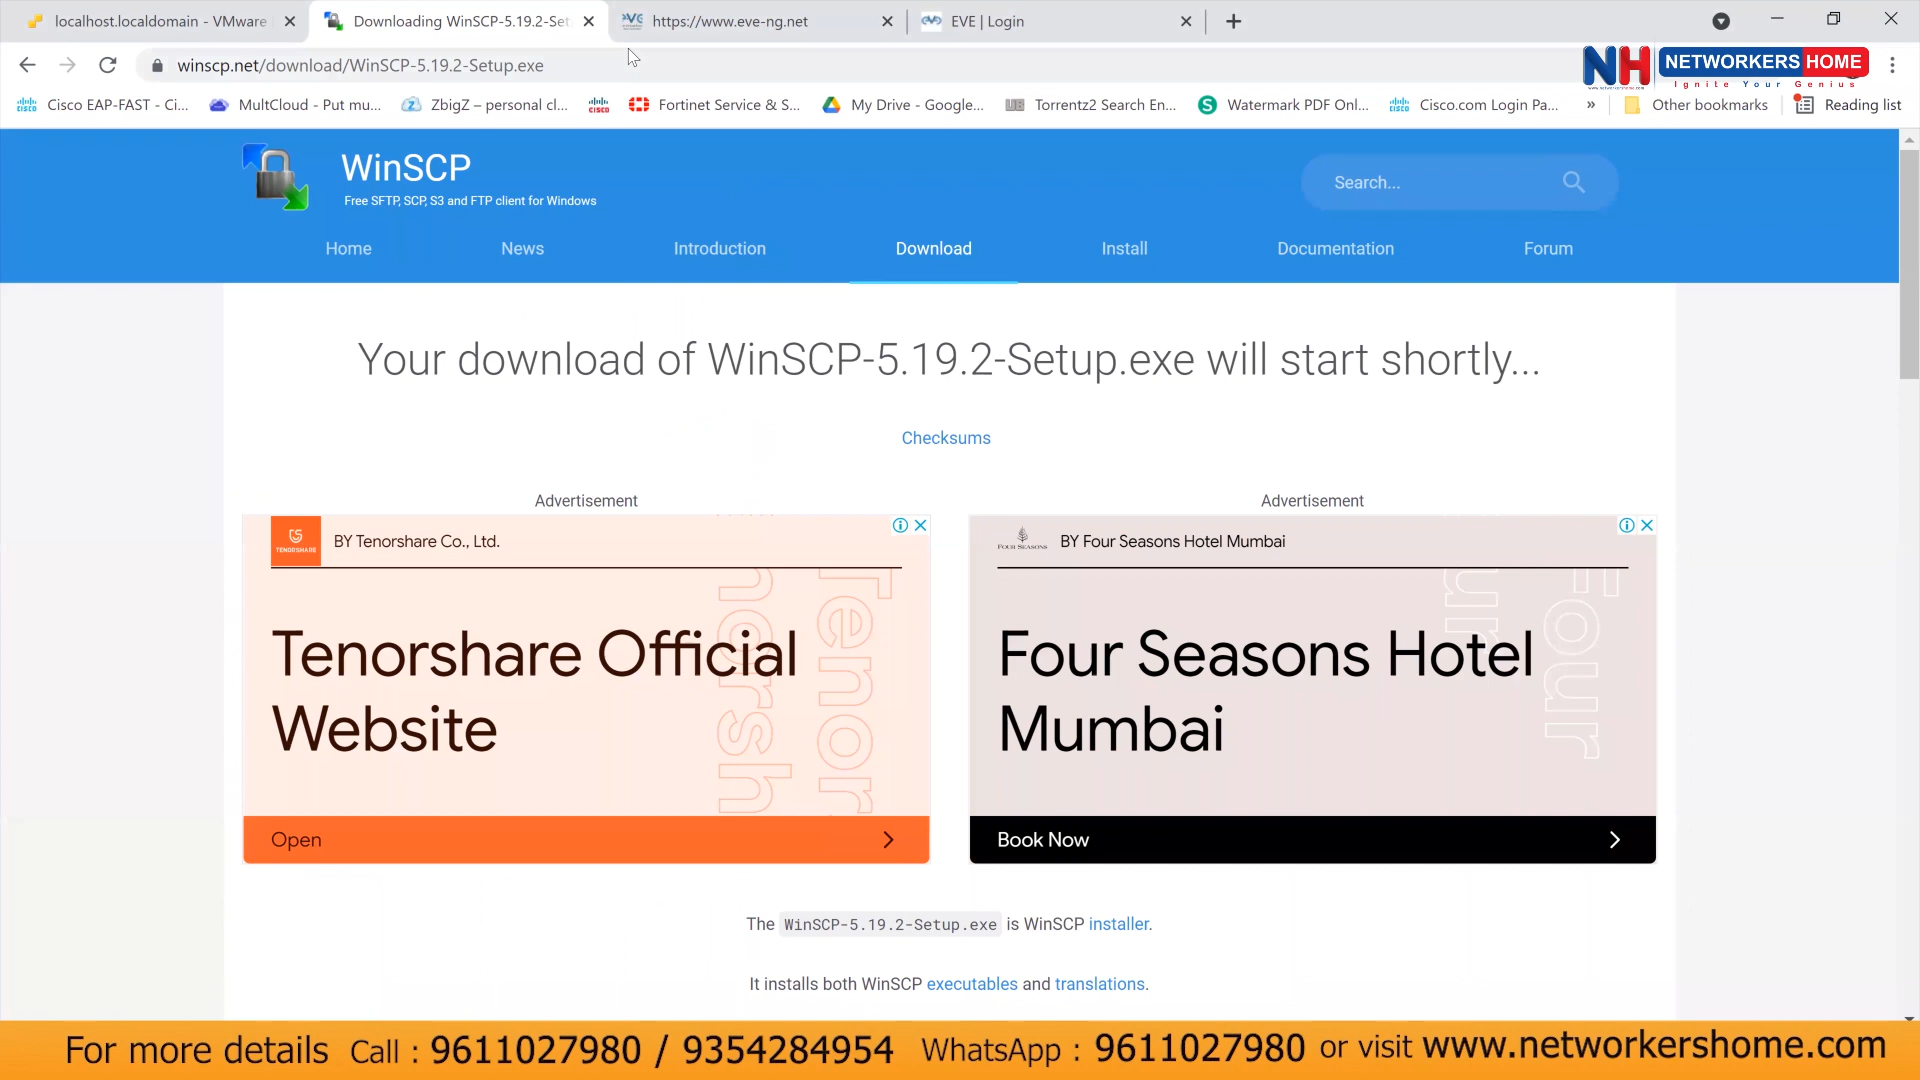 localhost.localdomain - VMware
Downloading WinSCP-5.19.2-Set
https://www.eve-ng.net
EVE | Login
winscp.net/download/WinSCP-5.19.2-Setup.exe
NH NETWORKERS HOME
Ignite Your Genius
Cisco EAP-FAST - Ci...
MultCloud - Put mu...
ZbigZ – personal cl...
Fortinet Service & S...
My Drive - Google...
Torrentz2 Search En...
Watermark PDF Onl...
Cisco.com Login Pa...
»
Other bookmarks
Reading list
WinSCP
Free SFTP, SCP, S3 and FTP client for Windows
Search...
Home
News
Introduction
Download
Install
Documentation
Forum
Your download of WinSCP-5.19.2-Setup.exe will start shortly...
Checksums
Advertisement
TENORSHARE
BY Tenorshare Co., Ltd.
Tenorshare Official
Website
Open
Advertisement
FOUR SEASONS
BY Four Seasons Hotel Mumbai
Four Seasons Hotel
Mumbai
Book Now
The WinSCP-5.19.2-Setup.exe is WinSCP installer.
It installs both WinSCP executables and translations.
For more details Call : 9611027980 / 9354284954 WhatsApp : 9611027980 or visit www.networkershome.com